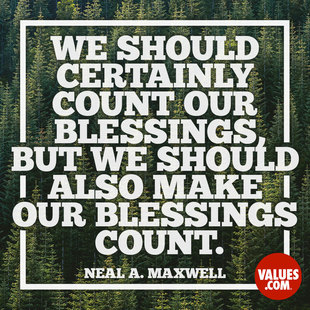 WE SHOULD
CERTAINLY
COUNT OUR
BLESSINGS,
BUT WE SHOULD
ALSO MAKE
OUR BLESSINGS
COUNT.
NEAL A. MAXWELL
VALUES
.COM